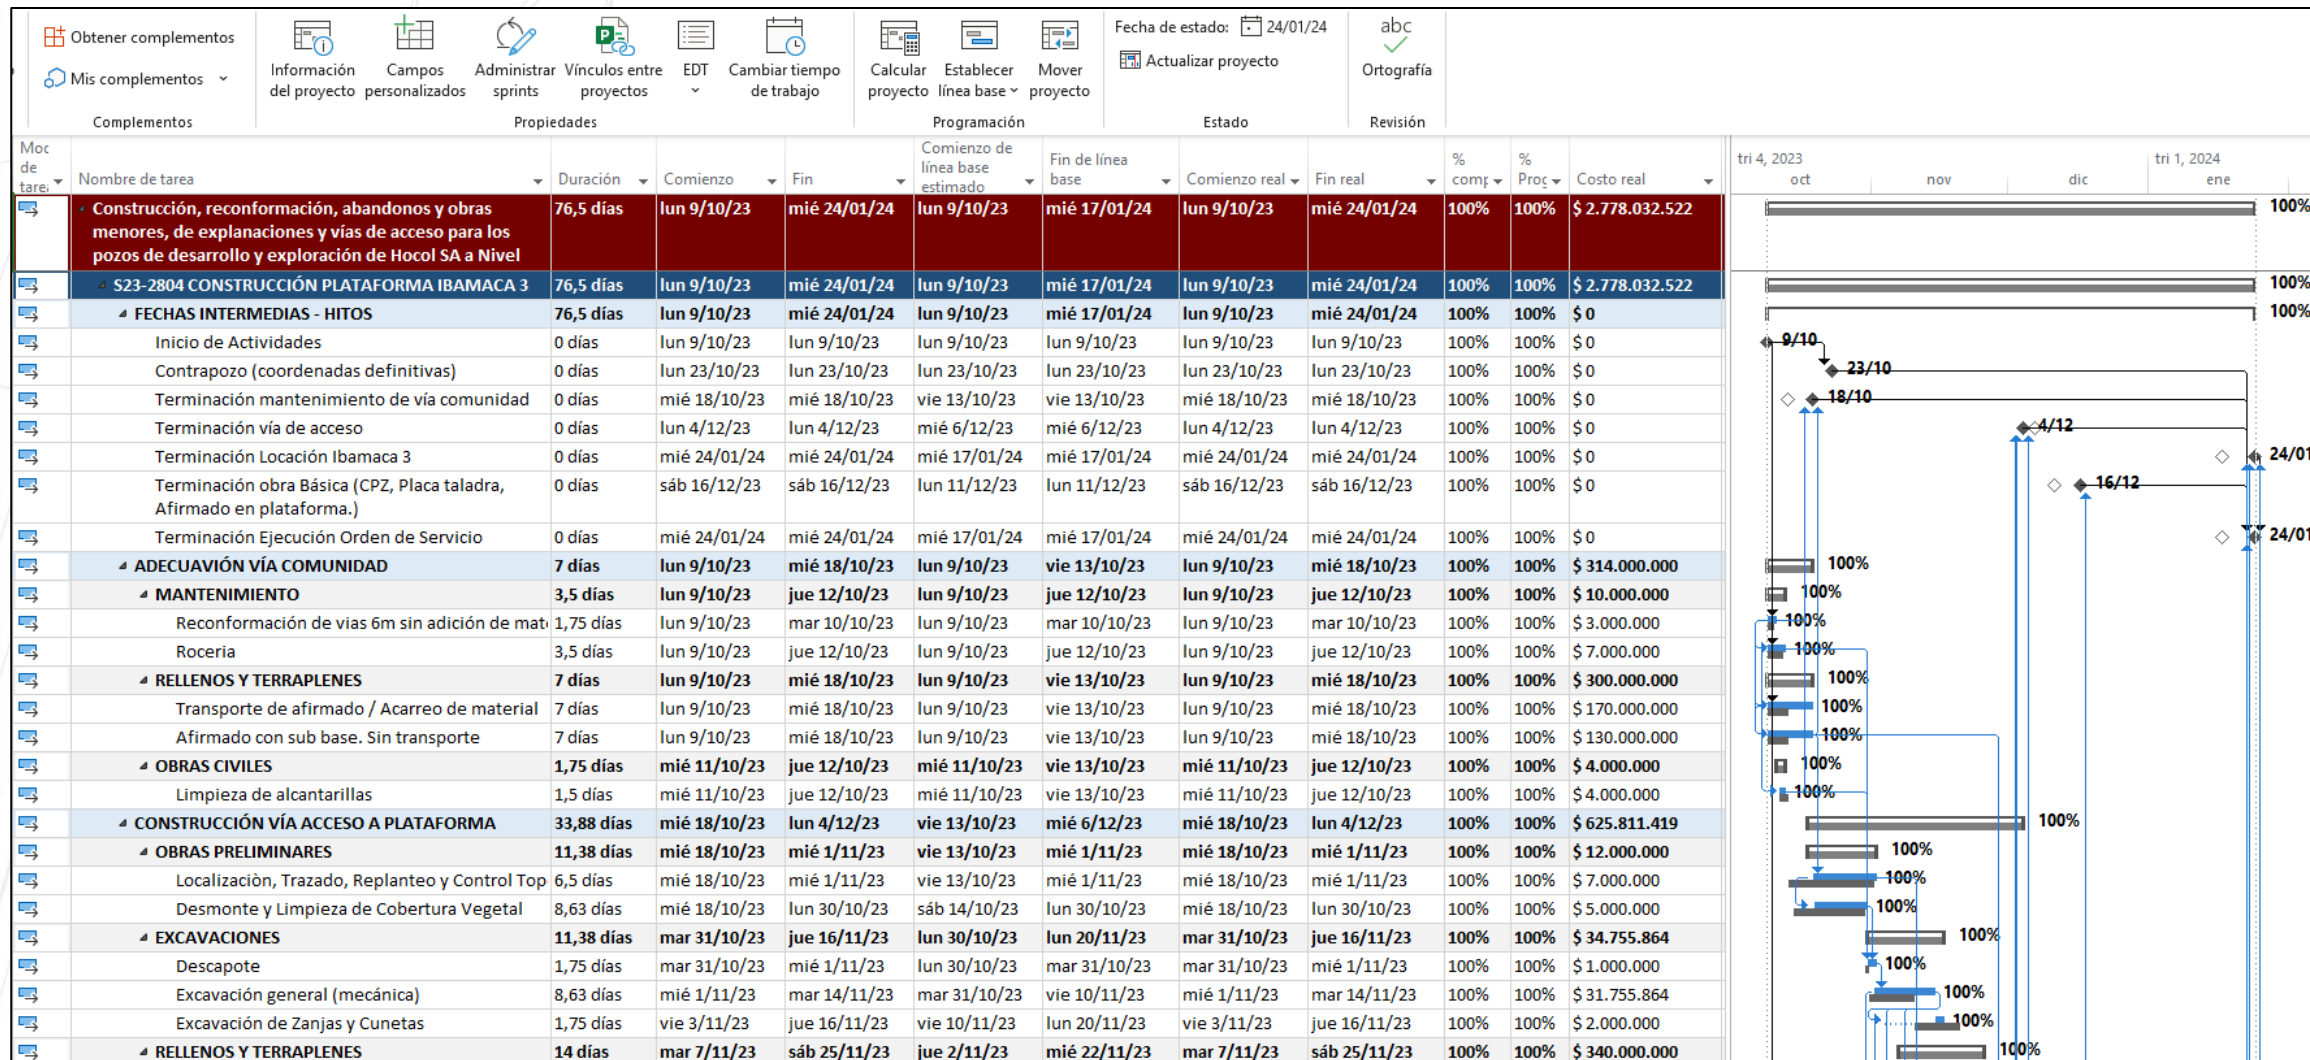 Obtener complementos
Mis complementos
Complementos
Información del proyecto
Campos personalizados
Administrar sprints
Vínculos entre proyectos
EDT
Cambiar tiempo de trabajo
Propiedades
Calcular proyecto
Establecer línea base
Mover proyecto
Programación
Fecha de estado: 24/01/24
Actualizar proyecto
Estado
abc
Ortografía
Revisión
Nombre de tarea Duración Comienzo Fin Comienzo de línea base estimado Fin de línea base Comienzo real Fin real % Costo real
tri 4, 2023 tri 1, 2024
oct nov dic ene
Construcción, reconformación, abandonos y obras menores, de explanaciones y vías de acceso para los pozos de desarrollo y exploración de Hocol SA a Nivel 76,5 días lun 9/10/23 mié 24/01/24 lun 9/10/23 mié 17/01/24 lun 9/10/23 mié 24/01/24 100% 100% $ 2.778.032.522 100%
S23-2804 CONSTRUCCIÓN PLATAFORMA IBAMACA 3 76,5 días lun 9/10/23 mié 24/01/24 lun 9/10/23 mié 17/01/24 lun 9/10/23 mié 24/01/24 100% 100% $ 2.778.032.522 100%
FECHAS INTERMEDIAS - HITOS 76,5 días lun 9/10/23 mié 24/01/24 lun 9/10/23 mié 17/01/24 lun 9/10/23 mié 24/01/24 100% 100% $ 0 100%
Inicio de Actividades 0 días lun 9/10/23 lun 9/10/23 lun 9/10/23 lun 9/10/23 lun 9/10/23 lun 9/10/23 100% 100% $ 0 9/10
Contrapozo (coordenadas definitivas) 0 días lun 23/10/23 lun 23/10/23 lun 23/10/23 lun 23/10/23 lun 23/10/23 lun 23/10/23 100% 100% $ 0 23/10
Terminación mantenimiento de vía comunidad 0 días mié 18/10/23 mié 18/10/23 vie 13/10/23 vie 13/10/23 mié 18/10/23 mié 18/10/23 100% 100% $ 0 18/10
Terminación vía de acceso 0 días lun 4/12/23 lun 4/12/23 mié 6/12/23 mié 6/12/23 lun 4/12/23 lun 4/12/23 100% 100% $ 0 4/12
Terminación Locación Ibamaca 3 0 días mié 24/01/24 mié 24/01/24 mié 17/01/24 mié 17/01/24 mié 24/01/24 mié 24/01/24 100% 100% $ 0 24/01
Terminación obra Básica (CPZ, Placa taladra, Afirmado en plataforma.) 0 días sáb 16/12/23 sáb 16/12/23 lun 11/12/23 lun 11/12/23 sáb 16/12/23 sáb 16/12/23 100% 100% $ 0 16/12
Terminación Ejecución Orden de Servicio 0 días mié 24/01/24 mié 24/01/24 mié 17/01/24 mié 17/01/24 mié 24/01/24 mié 24/01/24 100% 100% $ 0 24/01
ADECUAVIÓN VÍA COMUNIDAD 7 días lun 9/10/23 mié 18/10/23 lun 9/10/23 vie 13/10/23 lun 9/10/23 mié 18/10/23 100% 100% $ 314.000.000 100%
MANTENIMIENTO 3,5 días lun 9/10/23 jue 12/10/23 lun 9/10/23 jue 12/10/23 lun 9/10/23 jue 12/10/23 100% 100% $ 10.000.000 100%
Reconformación de vias 6m sin adición de mat 1,75 días lun 9/10/23 mar 10/10/23 lun 9/10/23 mar 10/10/23 lun 9/10/23 mar 10/10/23 100% 100% $ 3.000.000 100%
Roceria 3,5 días lun 9/10/23 jue 12/10/23 lun 9/10/23 jue 12/10/23 lun 9/10/23 jue 12/10/23 100% 100% $ 7.000.000 100%
RELLENOS Y TERRAPLENES 7 días lun 9/10/23 mié 18/10/23 lun 9/10/23 vie 13/10/23 lun 9/10/23 mié 18/10/23 100% 100% $ 300.000.000 100%
Transporte de afirmado / Acarreo de material 7 días lun 9/10/23 mié 18/10/23 lun 9/10/23 vie 13/10/23 lun 9/10/23 mié 18/10/23 100% 100% $ 170.000.000 100%
Afirmado con sub base. Sin transporte 7 días lun 9/10/23 mié 18/10/23 lun 9/10/23 vie 13/10/23 lun 9/10/23 mié 18/10/23 100% 100% $ 130.000.000 100%
OBRAS CIVILES 1,75 días mié 11/10/23 jue 12/10/23 mié 11/10/23 vie 13/10/23 mié 11/10/23 jue 12/10/23 100% 100% $ 4.000.000 100%
Limpieza de alcantarillas 1,5 días mié 11/10/23 jue 12/10/23 mié 11/10/23 vie 13/10/23 mié 11/10/23 jue 12/10/23 100% 100% $ 4.000.000 100%
CONSTRUCCIÓN VÍA ACCESO A PLATAFORMA 33,88 días mié 18/10/23 lun 4/12/23 vie 13/10/23 mié 6/12/23 mié 18/10/23 lun 4/12/23 100% 100% $ 625.811.419 100%
OBRAS PRELIMINARES 11,38 días mié 18/10/23 mié 1/11/23 vie 13/10/23 mié 1/11/23 mié 18/10/23 mié 1/11/23 100% 100% $ 12.000.000 100%
Localizaciòn, Trazado, Replanteo y Control Top 6,5 días mié 18/10/23 mié 1/11/23 vie 13/10/23 mié 1/11/23 mié 18/10/23 mié 1/11/23 100% 100% $ 7.000.000 100%
Desmonte y Limpieza de Cobertura Vegetal 8,63 días mié 18/10/23 lun 30/10/23 sáb 14/10/23 lun 30/10/23 mié 18/10/23 lun 30/10/23 100% 100% $ 5.000.000 100%
EXCAVACIONES 11,38 días mar 31/10/23 jue 16/11/23 lun 30/10/23 lun 20/11/23 mar 31/10/23 jue 16/11/23 100% 100% $ 34.755.864 100%
Descapote 1,75 días mar 31/10/23 mié 1/11/23 lun 30/10/23 mar 31/10/23 mar 31/10/23 mié 1/11/23 100% 100% $ 1.000.000 100%
Excavación general (mecánica) 8,63 días mié 1/11/23 mar 14/11/23 mar 31/10/23 vie 10/11/23 mié 1/11/23 mar 14/11/23 100% 100% $ 31.755.864 100%
Excavación de Zanjas y Cunetas 1,75 días vie 3/11/23 jue 16/11/23 vie 10/11/23 lun 20/11/23 vie 3/11/23 jue 16/11/23 100% 100% $ 2.000.000 100%
RELLENOS Y TERRAPLENES 14 días mar 7/11/23 sáb 25/11/23 jue 2/11/23 mié 22/11/23 mar 7/11/23 sáb 25/11/23 100% 100% $ 340.000.000 100%